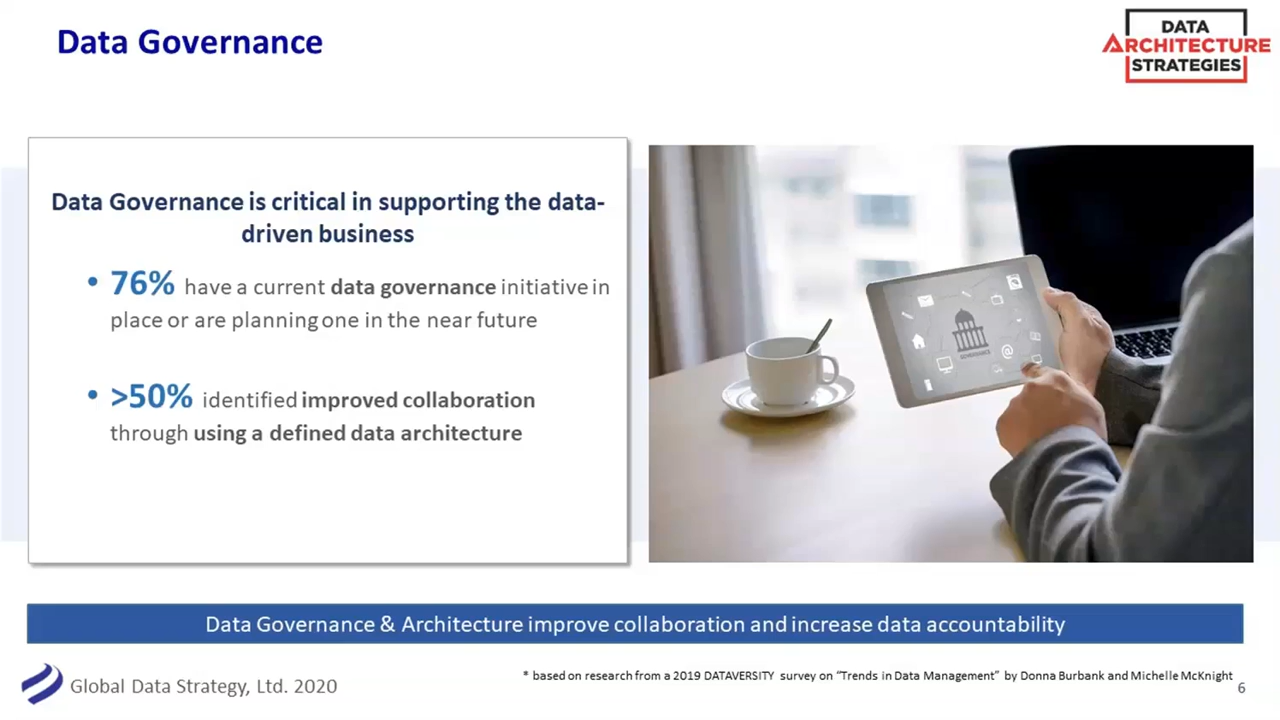 Data Governance
DATA
ARCHITECTURE
STRATEGIES
Data Governance is critical in supporting the data-
driven business
• 76% have a current data governance initiative in
place or are planning one in the near future
• >50% identified improved collaboration
through using a defined data architecture
GOVERNANCE
@
Data Governance & Architecture improve collaboration and increase data accountability
* based on research from a 2019 DATAVERSITY survey on “Trends in Data Management” by Donna Burbank and Michelle McKnight
Global Data Strategy, Ltd. 2020
6